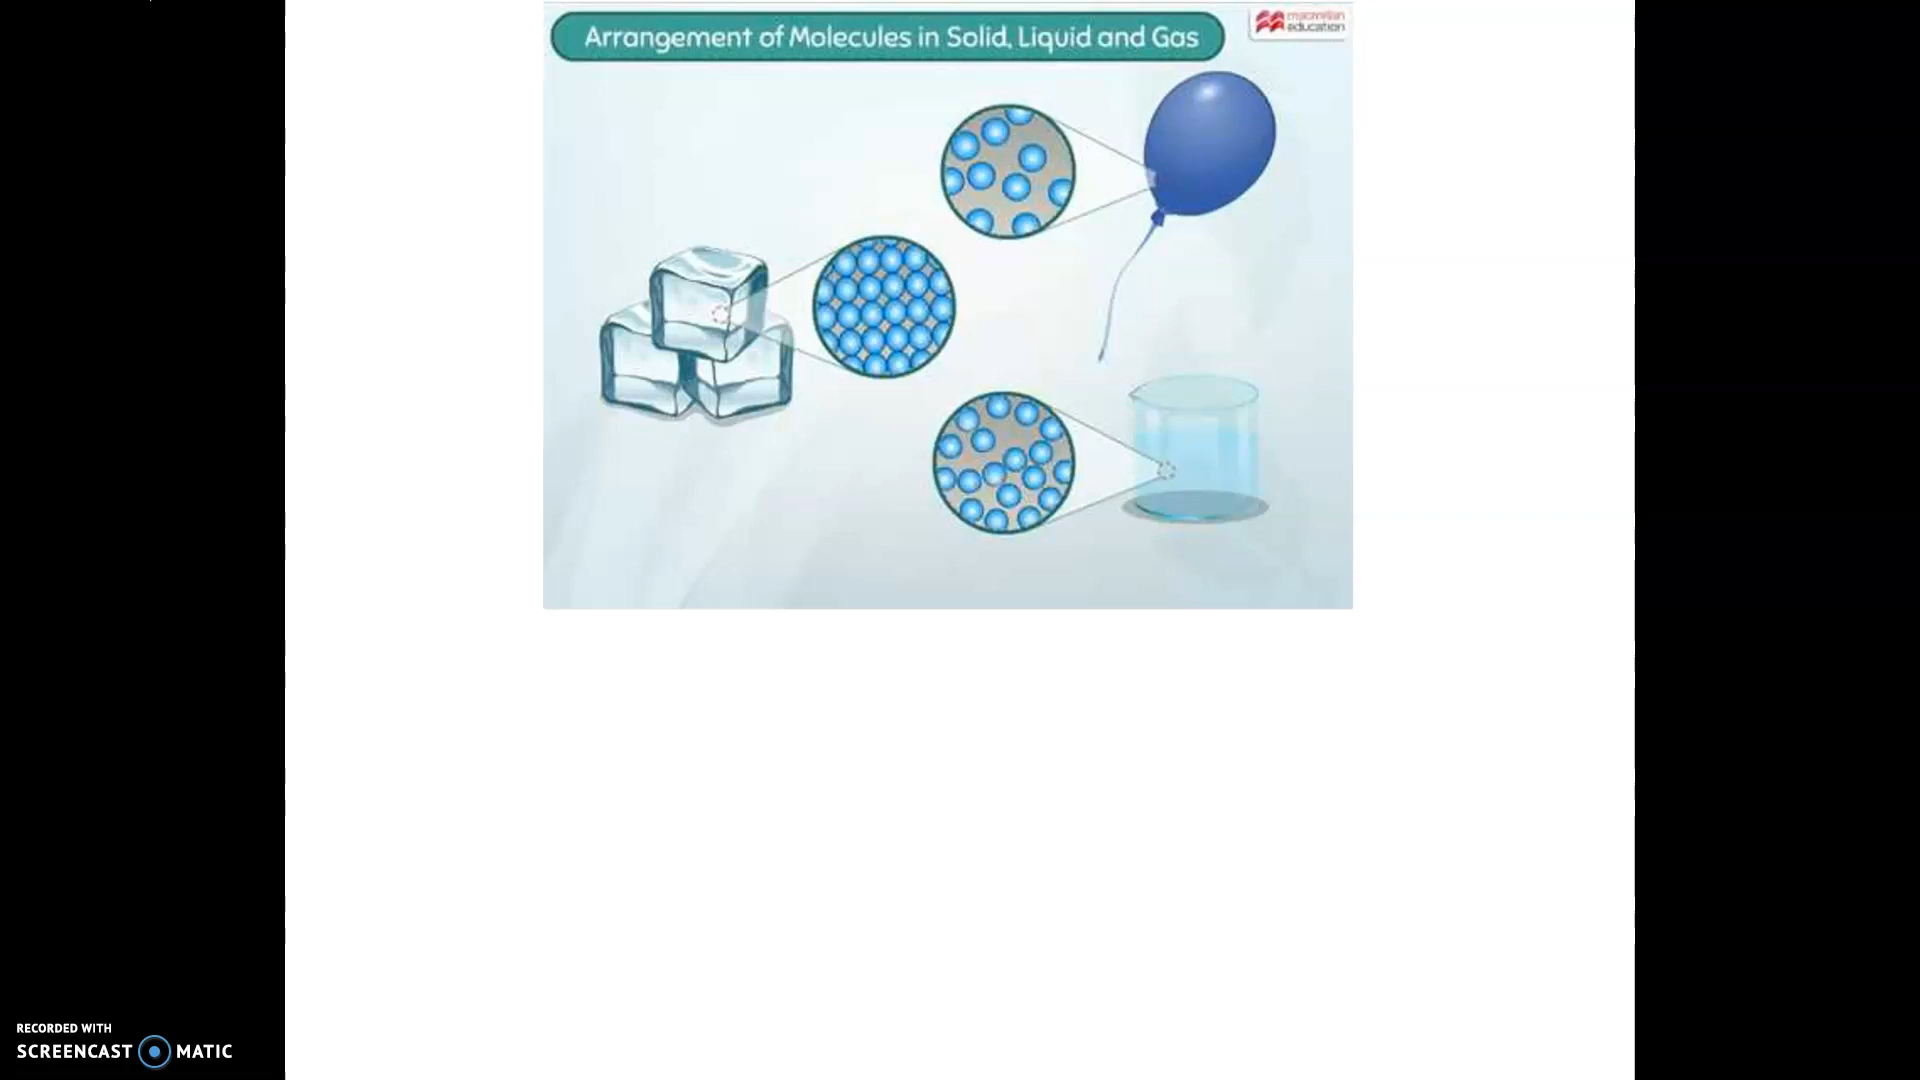 Arrangement of Molecules in Solid, Liquid and Gas
macmillan
education
RECORDED WITH
SCREENCAST MATIC